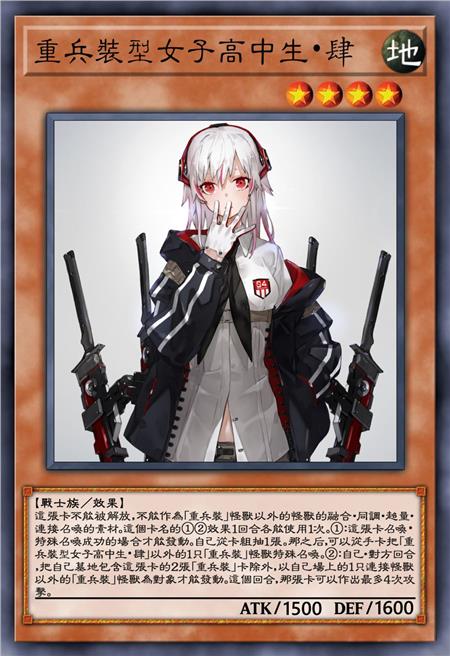 重兵裝型女子高中生・肆
地
94
【戰士族／效果】
這張卡不能被解放，不能作為「重兵裝」怪獸以外的怪獸的融合・同調・超量・
連接召喚的素材。這個卡名的①②效果1回合各能使用1次。①：這張卡召喚・
特殊召喚成功的場合才能發動。自己從卡組抽1張。那之後，可以從手卡把「重
兵裝型女子高中生・肆」以外的1只「重兵裝」怪獸特殊召喚。②：自己・對方回合，
把自己墓地包含這張卡的2張「重兵裝」卡除外，以自己場上的1只連接怪獸
以外的「重兵裝」怪獸為對象才能發動。這個回合，那張卡可以作出最多4次攻
擊。
ATK/1500 DEF/1600